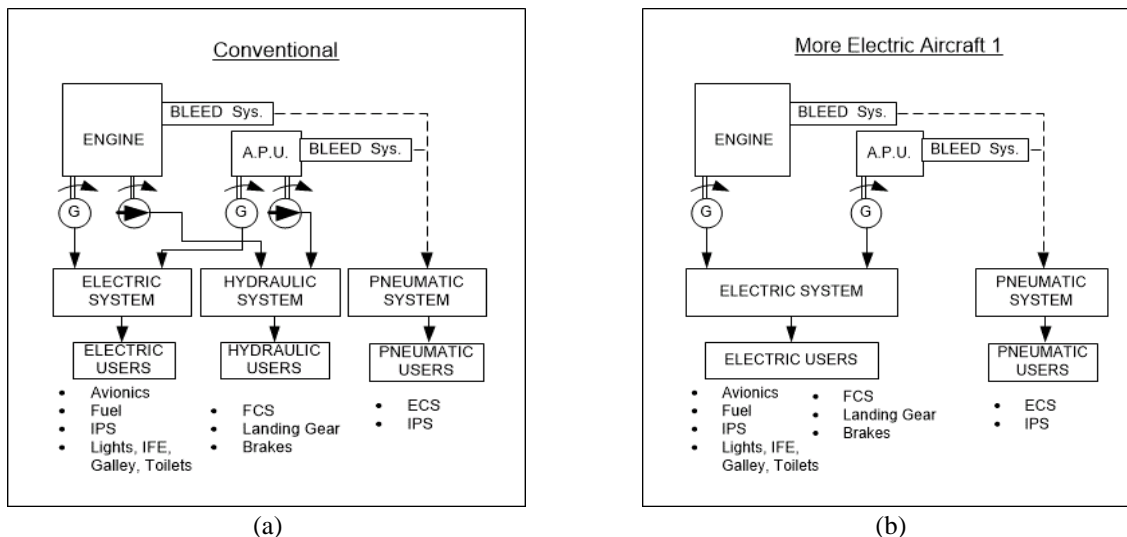 Conventional
BLEED Sys.
ENGINE
A.P.U.
BLEED Sys.
G
G
ELECTRIC
SYSTEM
HYDRAULIC
SYSTEM
PNEUMATIC
SYSTEM
ELECTRIC
USERS
HYDRAULIC
USERS
PNEUMATIC
USERS
• Avionics
• Fuel
• IPS
• Lights, IFE,
Galley, Toilets
• FCS
• Landing Gear
• Brakes
• ECS
• IPS
(a)
More Electric Aircraft 1
BLEED Sys.
ENGINE
A.P.U.
BLEED Sys.
G
G
ELECTRIC SYSTEM
PNEUMATIC
SYSTEM
ELECTRIC USERS
PNEUMATIC
USERS
• Avionics
• Fuel
• IPS
• Lights, IFE,
Galley, Toilets
• FCS
• Landing Gear
• Brakes
• ECS
• IPS
(b)